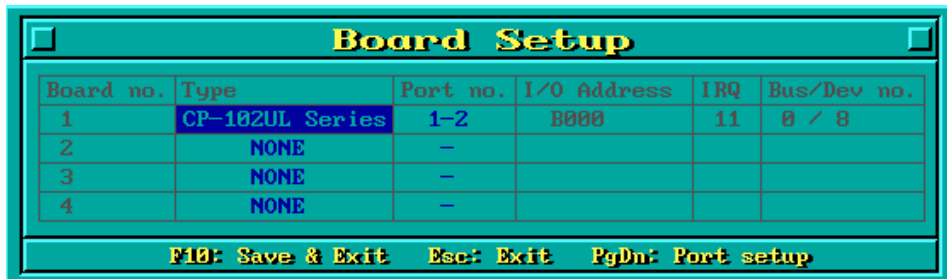 Board Setup
Board no. Type Port no. I/O Address IRQ Bus/Dev no.
1 CP-102UL Series 1-2 B000 11 0 / 8
2 NONE -
3 NONE -
4 NONE -
F10: Save & Exit Esc: Exit PgDn: Port setup